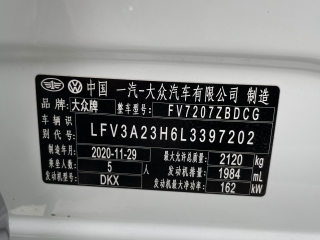 中国 一汽-大众汽车有限公司 制造
品牌:大众牌 整车型号: FV7207ZBDCG
车辆识别代号 LFV3A23H6L3397202
制造年月 2020-11-29 最大允许总质量 2120 kg
乘坐人数 5 人 发动机排量 1984 mL
发动机型号 DKX 发动机最大净功率 162 kW